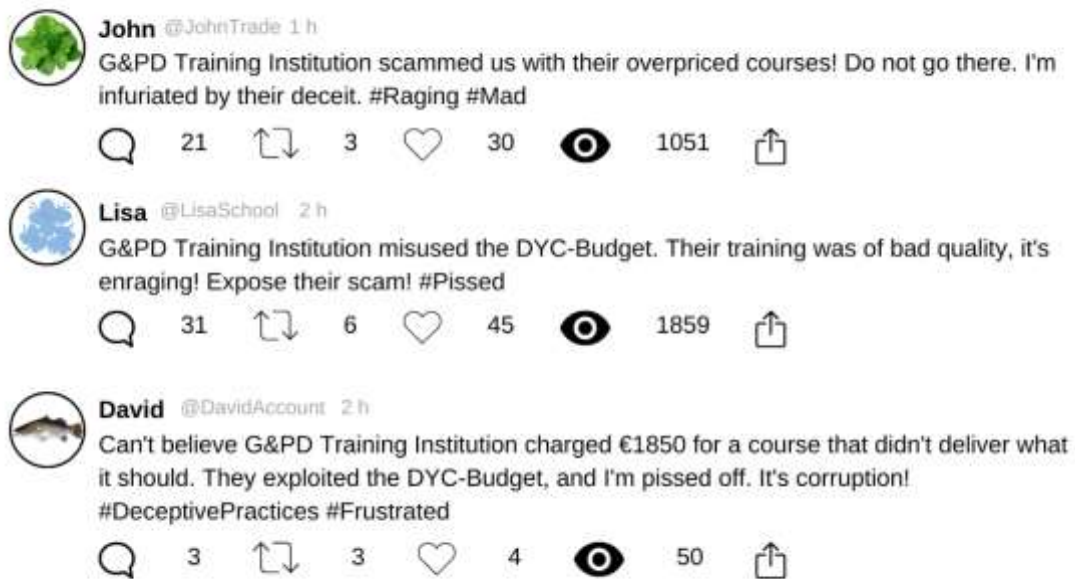 John @JohnTrade 1 h
G&PD Training Institution scammed us with their overpriced courses! Do not go there. I'm
infuriated by their deceit. #Raging #Mad
21 3 30 1051
Lisa @LisaSchool 2 h
G&PD Training Institution misused the DYC-Budget. Their training was of bad quality, it's
enraging! Expose their scam! #Pissed
31 6 45 1859
David @DavidAccount 2 h
Can't believe G&PD Training Institution charged €1850 for a course that didn't deliver what
it should. They exploited the DYC-Budget, and I'm pissed off. It's corruption!
#DeceptivePractices #Frustrated
3 3 4 50